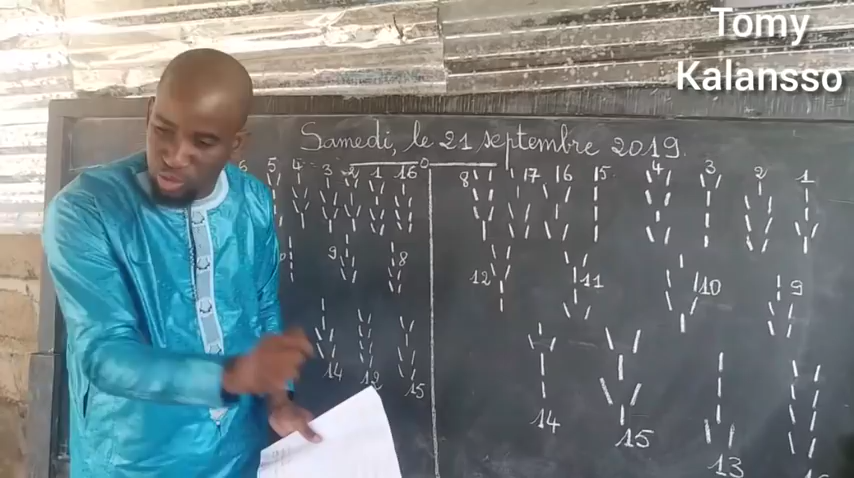 Tomy
Kalansso
Samedi, le 21 septembre 2019.
6 5 4 3 2 1 16 8 17 16 15 4 3 2 1
9 8 12 11 10 9
14 12 15 14 15 13